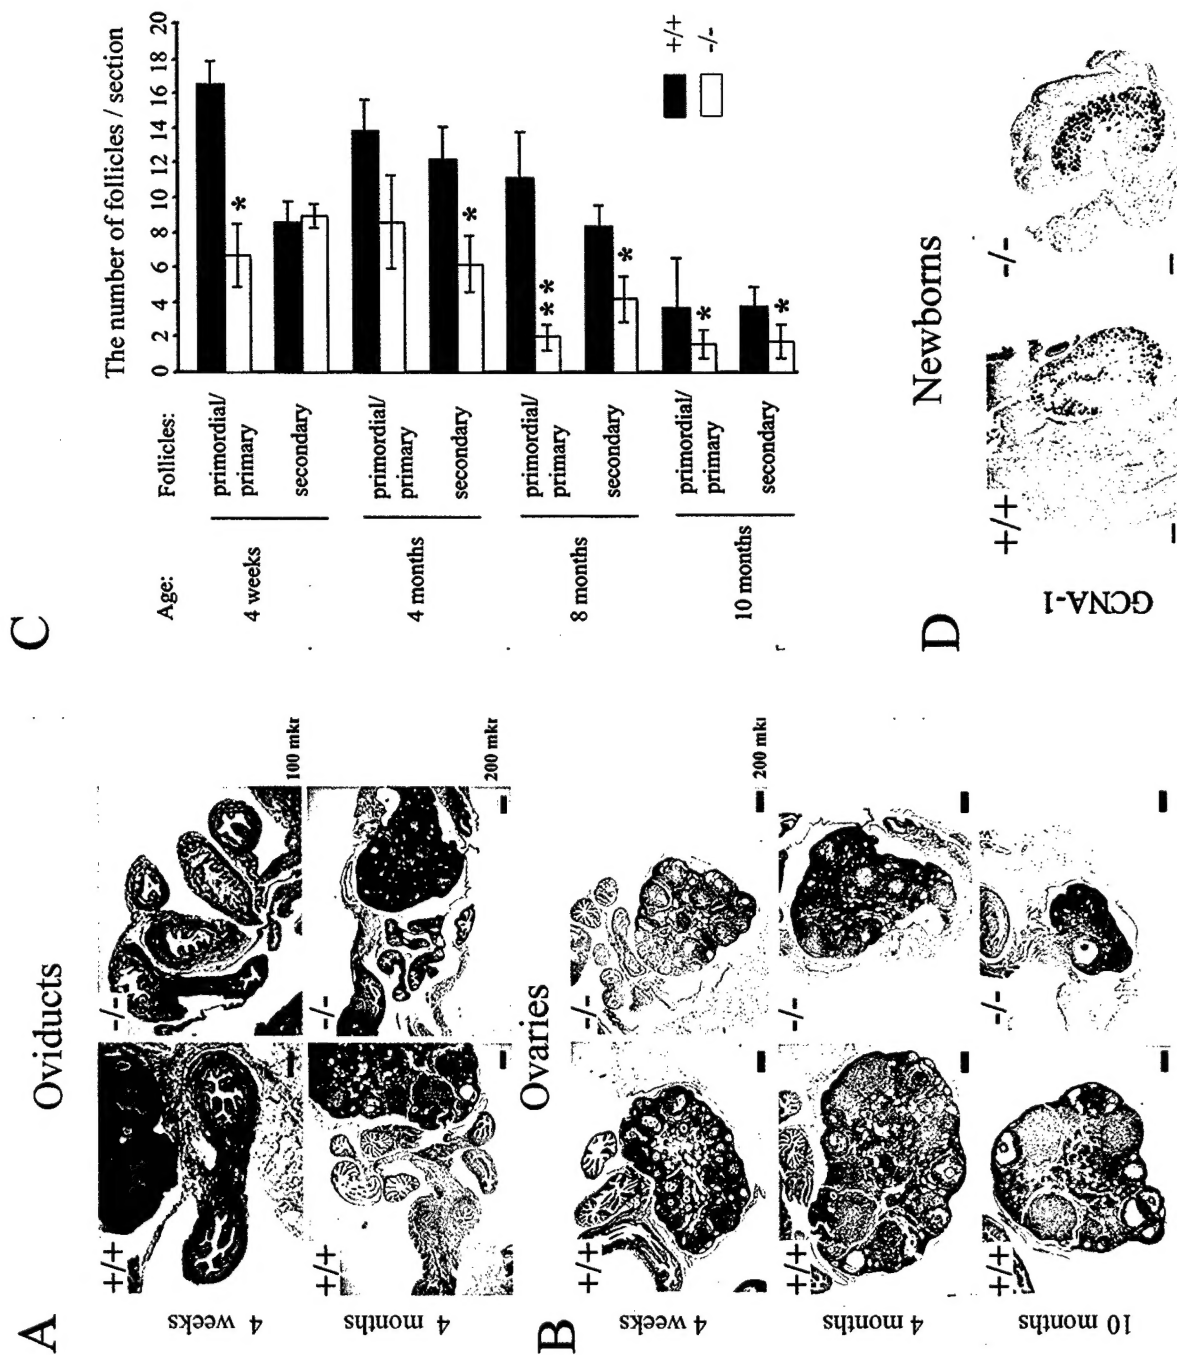 A
Oviducts
+/+
-/-
4 weeks
100 mkr
+/+
-/-
4 months
200 mkr
B
Ovaries
+/+
-/-
4 weeks
200 mkr
+/+
-/-
4 months
+/+
-/-
10 months
C
The number of follicles / section
0 2 4 6 8 10 12 14 16 18 20
Age: Follicles:
4 weeks
primordial/
primary
*
secondary
4 months
primordial/
primary
secondary
*
8 months
primordial/
primary
**
secondary
*
10 months
primordial/
primary
*
secondary
*
+/+
-/-
D
Newborns
+/+
-/-
GCNA-1